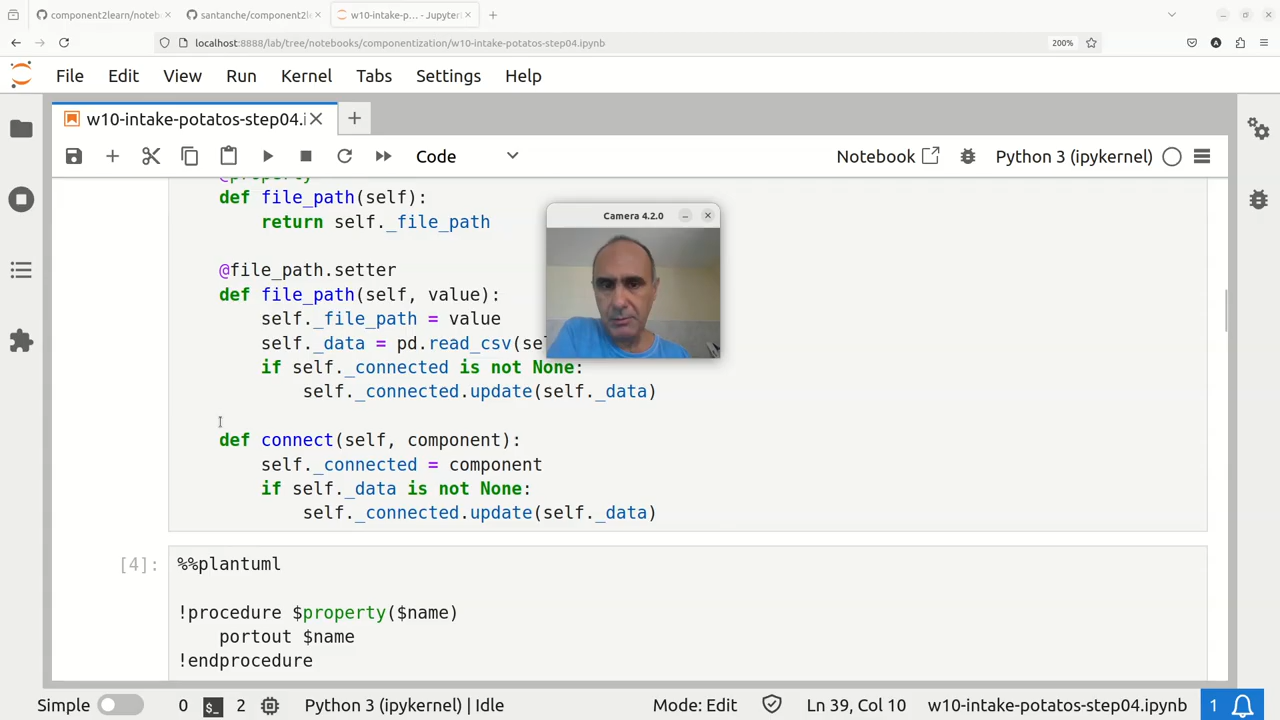 component2learn/noteb
santanche/component2l
w10-intake-p... - Jupyter
localhost:8888/lab/tree/notebooks/componentization/w10-intake-potatos-step04.ipynb
200%
File Edit View Run Kernel Tabs Settings Help
w10-intake-potatos-step04.i
Code
Notebook
Python 3 (ipykernel)
@property
def file_path(self):
return self._file_path
@file_path.setter
def file_path(self, value):
self._file_path = value
self._data = pd.read_csv(se
if self._connected is not None:
self._connected.update(self._data)
def connect(self, component):
self._connected = component
if self._data is not None:
self._connected.update(self._data)
Camera 4.2.0
[4]:
%%plantuml
!procedure $property($name)
portout $name
!endprocedure
Simple 0 2 Python 3 (ipykernel) | Idle Mode: Edit Ln 39, Col 10 w10-intake-potatos-step04.ipynb 1